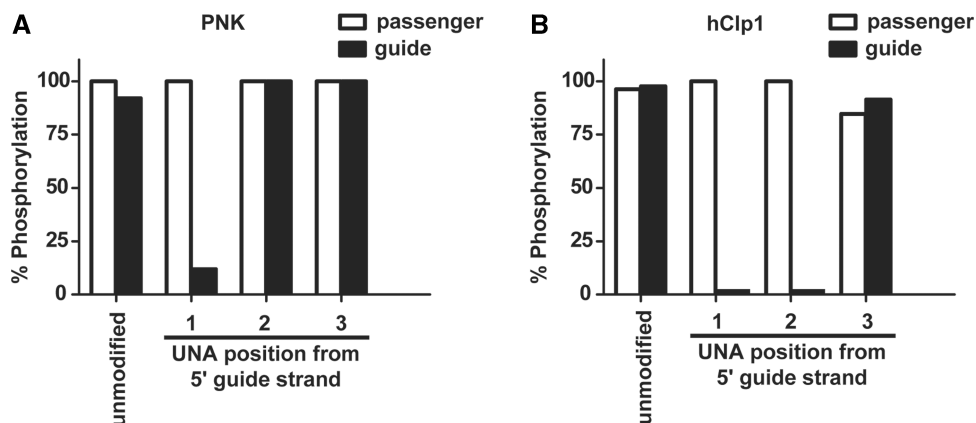 A
PNK
passenger
guide
% Phosphorylation
100
75
50
25
0
unmodified
1 2 3
UNA position from
5' guide strand
B
hClp1
passenger
guide
% Phosphorylation
100
75
50
25
0
unmodified
1 2 3
UNA position from
5' guide strand